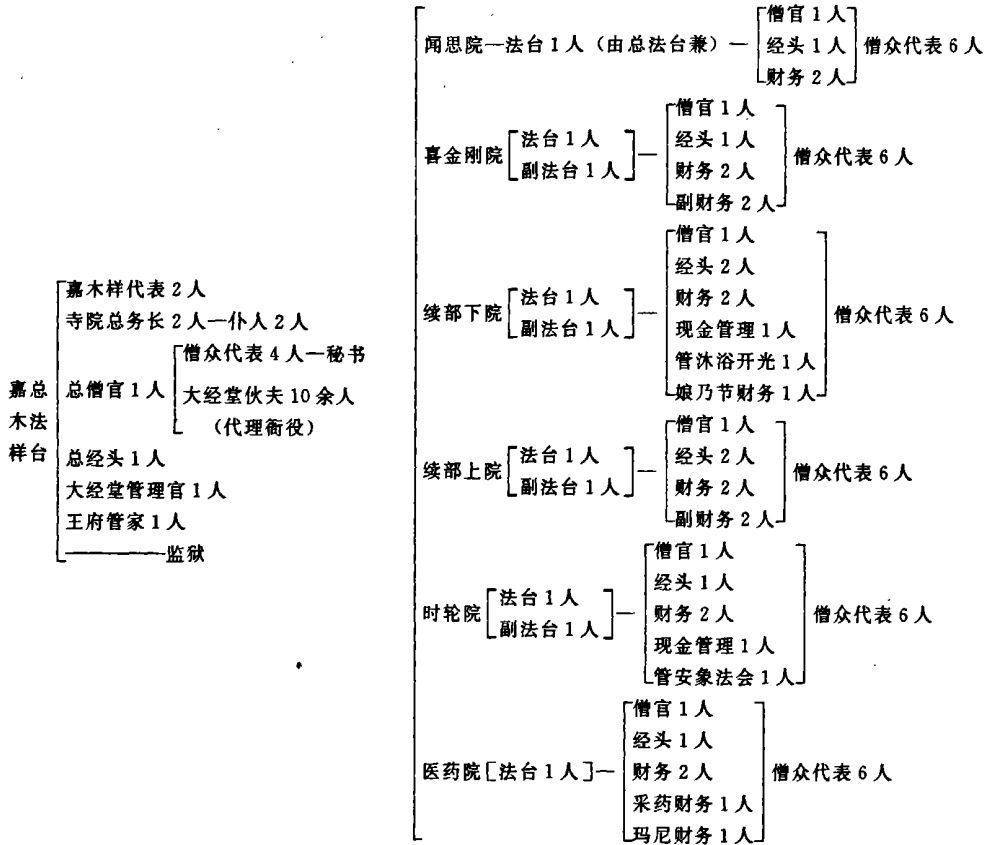 嘉木样
总法台
嘉木样代表2人
寺院总务长2人—仆人2人
总僧官1人
僧众代表4人—秘书
大经堂伙夫10余人
（代理衙役）
总经头1人
大经堂管理官1人
王府管家1人
————监狱
闻思院—法台1人（由总法台兼）—
僧官1人
经头1人
财务2人
僧众代表6人
喜金刚院
法台1人
副法台1人
僧官1人
经头1人
财务2人
副财务2人
僧众代表6人
续部下院
法台1人
副法台1人
僧官1人
经头2人
财务2人
现金管理1人
管沐浴开光1人
娘乃节财务1人
僧众代表6人
续部上院
法台1人
副法台1人
僧官1人
经头2人
财务2人
副财务2人
僧众代表6人
时轮院
法台1人
副法台1人
僧官1人
经头1人
财务2人
现金管理1人
管安象法会1人
僧众代表6人
医药院[法台1人]—
僧官1人
经头1人
财务2人
采药财务1人
玛尼财务1人
僧众代表6人